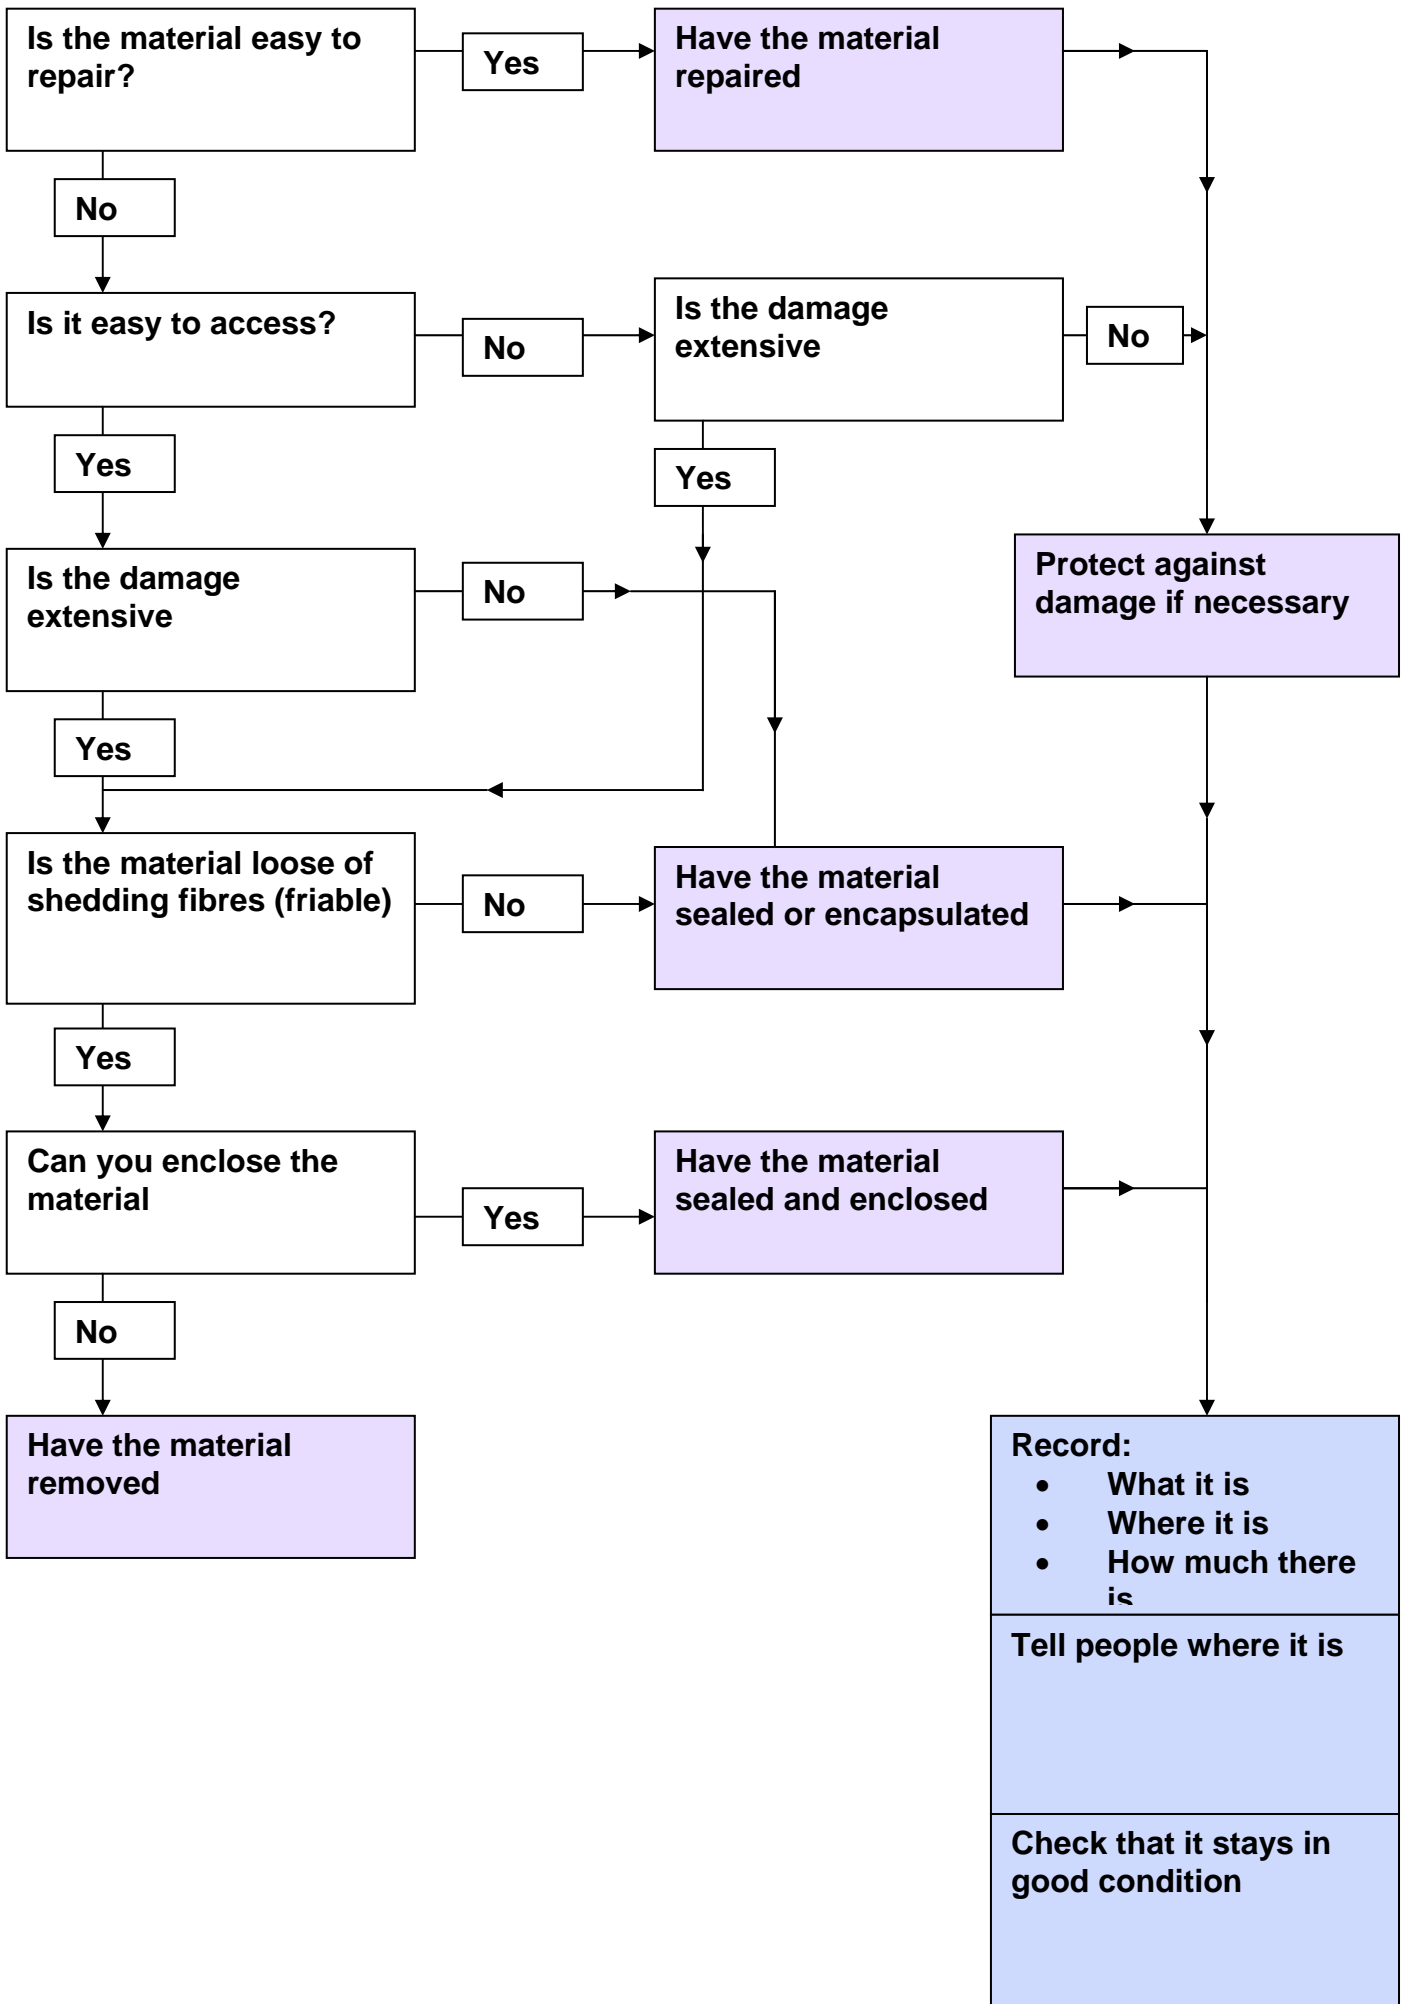 Is the material easy to
repair?
Yes
Have the material
repaired
No
Is it easy to access?
No
Is the damage
extensive
No
Yes
Yes
Is the damage
extensive
No
Protect against
damage if necessary
Yes
Is the material loose of
shedding fibres (friable)
No
Have the material
sealed or encapsulated
Yes
Can you enclose the
material
Yes
Have the material
sealed and enclosed
No
Have the material
removed
Record:
• What it is
• Where it is
• How much there
is
Tell people where it is
Check that it stays in
good condition